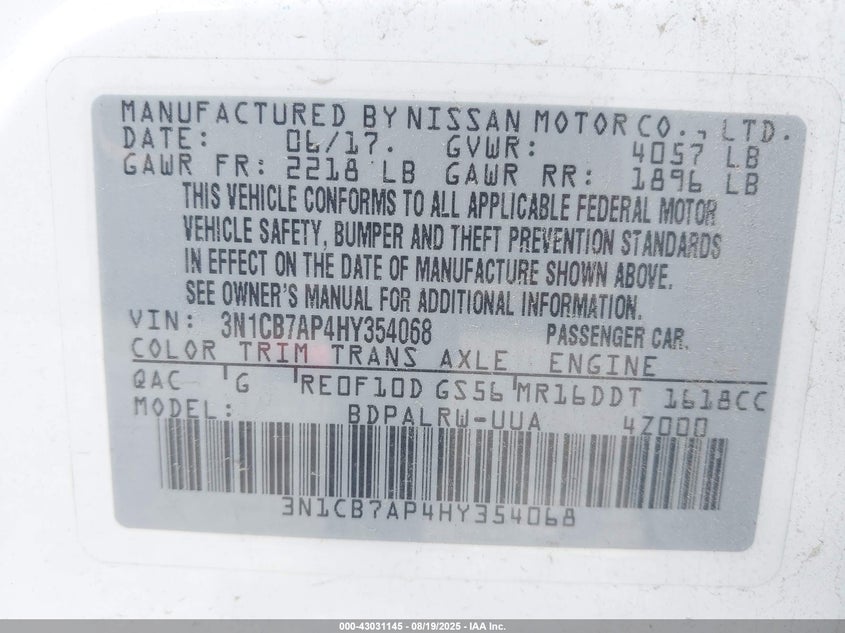 MANUFACTURED BY NISSAN MOTOR CO., LTD.
DATE: 06/17. GVWR: 4057 LB
GAWR FR: 2218 LB GAWR RR: 1896 LB
THIS VEHICLE CONFORMS TO ALL APPLICABLE FEDERAL MOTOR
VEHICLE SAFETY, BUMPER AND THEFT PREVENTION STANDARDS
IN EFFECT ON THE DATE OF MANUFACTURE SHOWN ABOVE.
SEE OWNER'S MANUAL FOR ADDITIONAL INFORMATION.
VIN: 3N1CB7AP4HY354068 PASSENGER CAR.
COLOR TRIM TRANS AXLE ENGINE
QAC G RE0F10D GS56 MR16DDT 1618CC
MODEL: BDPALRW-UUA 4Z000
3N1CB7AP4HY354068
000-43031145 - 08/19/2025 - IAA Inc.